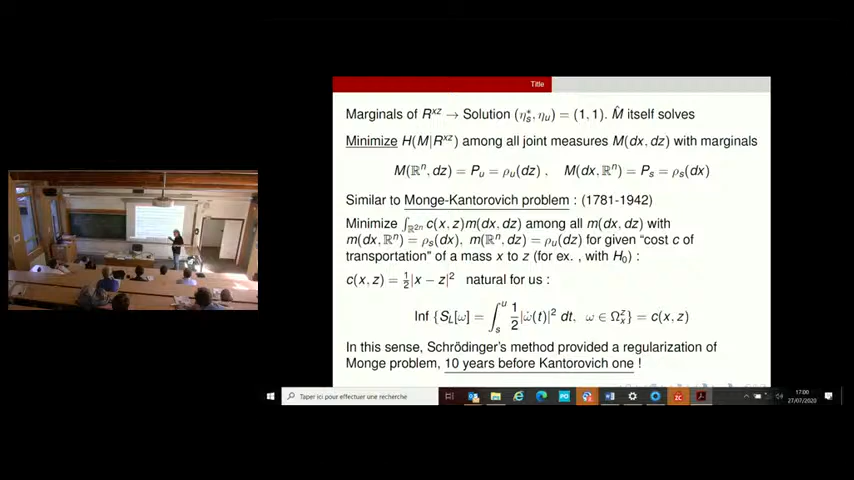 Title
Marginals of R^{xz} → Solution (η*_s, η_u) = (1, 1). M̂ itself solves
Minimize H(M|R^{xz}) among all joint measures M(dx, dz) with marginals
M(ℝⁿ, dz) = P_u = ρ_u(dz) , M(dx, ℝⁿ) = P_s = ρ_s(dx)
Similar to Monge-Kantorovich problem : (1781-1942)
Minimize ∫_{ℝ^{2n}} c(x, z)m(dx, dz) among all m(dx, dz) with
m(dx, ℝⁿ) = ρ_s(dx), m(ℝⁿ, dz) = ρ_u(dz) for given "cost c of
transportation" of a mass x to z (for ex. , with H₀) :
c(x, z) = ½|x − z|² natural for us :
Inf {S_L[ω] = ∫_s^u ½|ω̇(t)|² dt, ω ∈ Ω_x^z} = c(x, z)
In this sense, Schrödinger's method provided a regularization of
Monge problem, 10 years before Kantorovich one !
Taper ici pour effectuer une recherche
17:00
27/07/2020